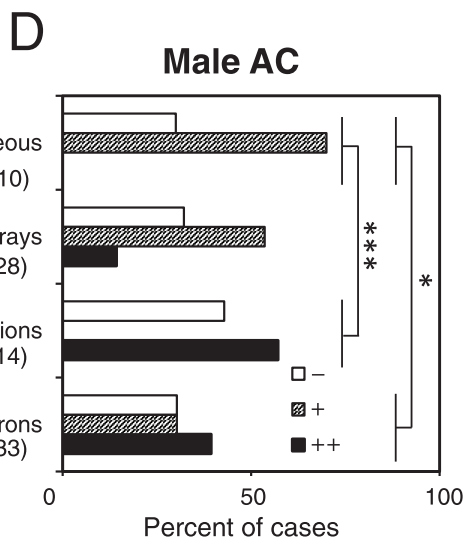 D
Male AC
eous
10)
rays
28)
ions
14)
rons
33)
***
*
−
+
++
0 50 100
Percent of cases